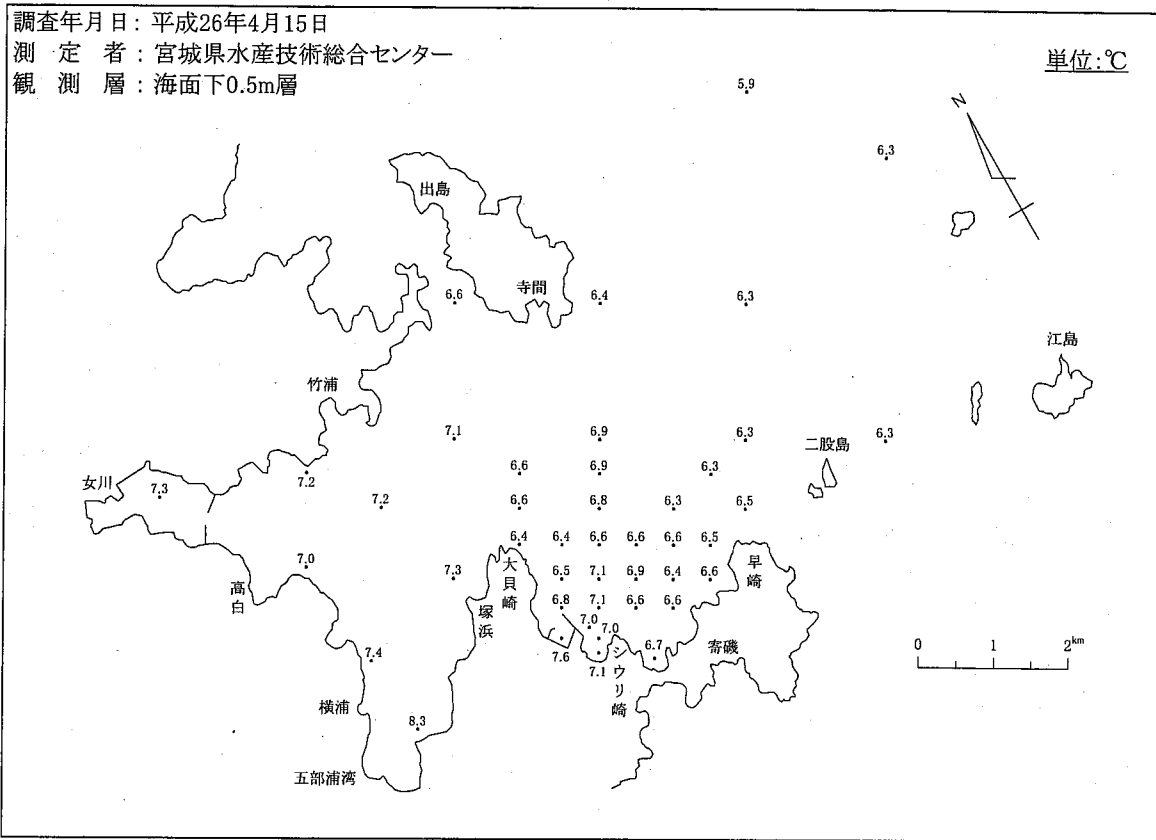 調査年月日：平成26年4月15日
測定者：宮城県水産技術総合センター
観測層：海面下0.5m層
単位：℃
5.9
N
6.3
出島
寺間
6.6
6.4
6.3
江島
竹浦
7.1
6.9
6.3
6.3
二股島
女川
7.3
7.2
6.6
6.9
6.3
7.2
6.6
6.8
6.3
6.5
6.4
6.4
6.6
6.6
6.6
6.5
高白
7.0
7.3
大貝崎
6.5
7.1
6.9
6.4
6.6
早崎
塚浜
6.8
7.1
6.6
6.6
7.0
7.0
7.6
7.1
シウリ崎
6.7
寄磯
0 1 2km
7.4
横浦
8.3
五部浦湾